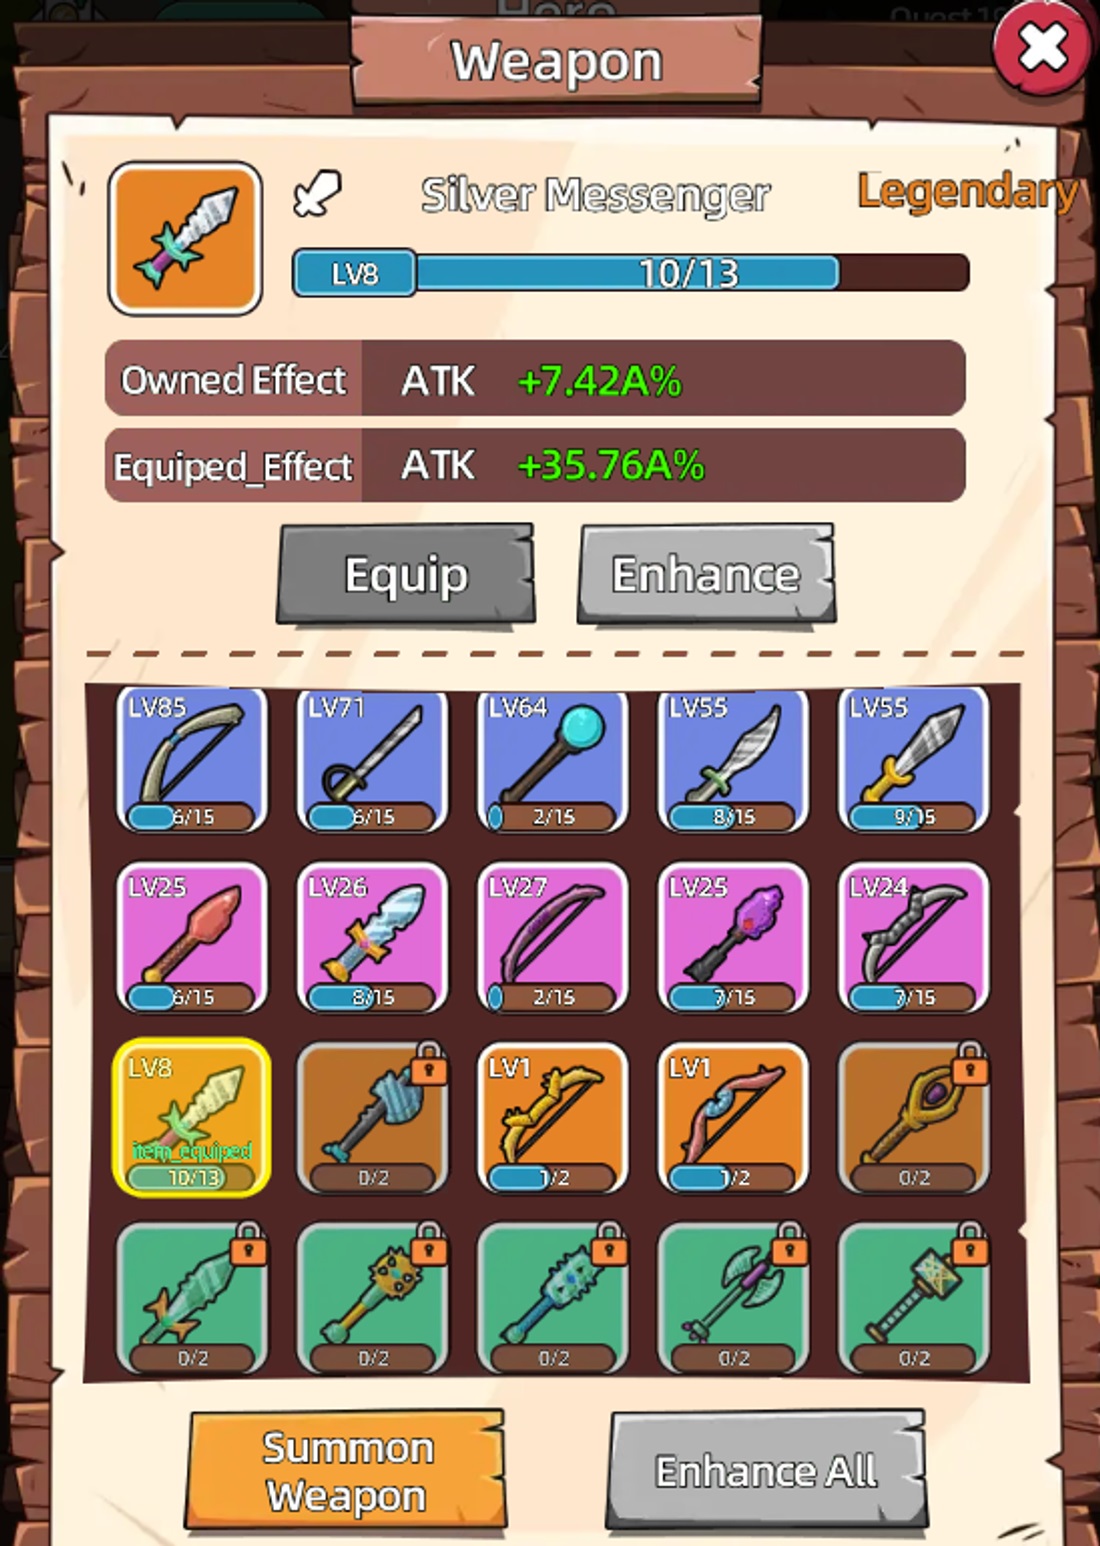 Hero
Weapon
Silver Messenger
Legendary
LV8
10/13
Owned Effect ATK +7.42A%
Equiped_Effect ATK +35.76A%
Equip
Enhance
LV85 LV71 LV64 LV55 LV55
6/15 6/15 2/15 8/15 9/15
LV25 LV26 LV27 LV25 LV24
6/15 8/15 2/15 7/15 7/15
LV8 LV1 LV1
item_equiped
10/13 0/2 1/2 1/2 0/2
0/2 0/2 0/2 0/2 0/2
Summon
Weapon
Enhance All